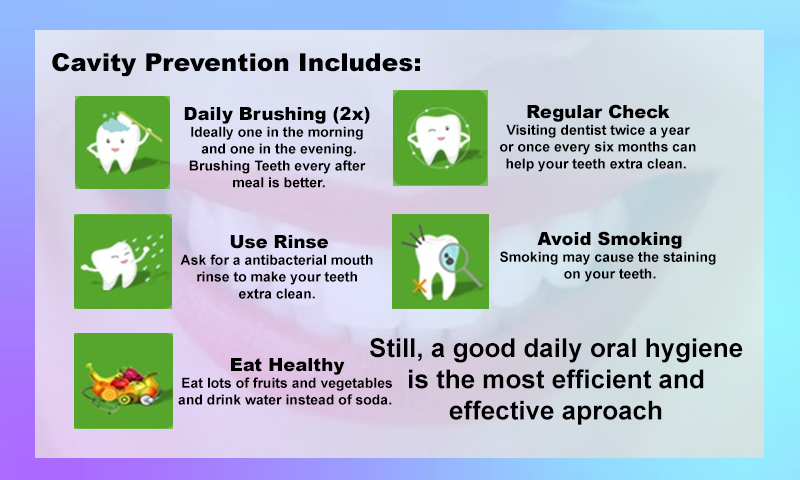 Cavity Prevention Includes:
Daily Brushing (2x)
Ideally one in the morning
and one in the evening.
Brushing Teeth every after
meal is better.
Regular Check
Visiting dentist twice a year
or once every six months can
help your teeth extra clean.
Use Rinse
Ask for a antibacterial mouth
rinse to make your teeth
extra clean.
Avoid Smoking
Smoking may cause the staining
on your teeth.
Eat Healthy
Eat lots of fruits and vegetables
and drink water instead of soda.
Still, a good daily oral hygiene
is the most efficient and
effective aproach